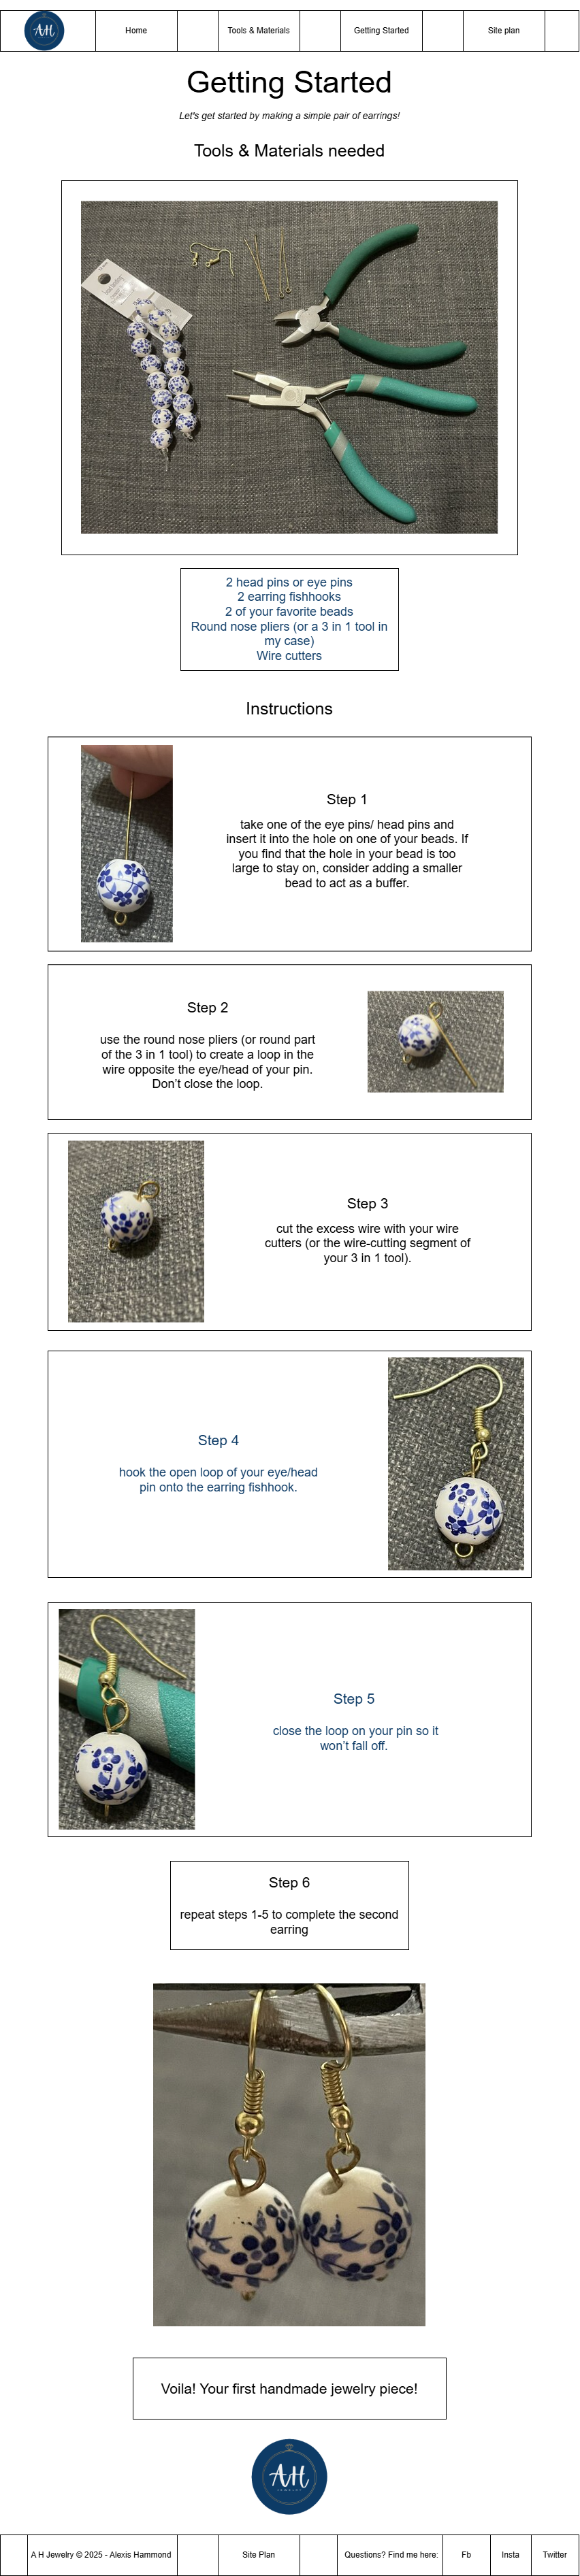 AH
Home
Tools & Materials
Getting Started
Site plan
Getting Started
Let's get started by making a simple pair of earrings!
Tools & Materials needed
2 head pins or eye pins
2 earring fishhooks
2 of your favorite beads
Round nose pliers (or a 3 in 1 tool in
my case)
Wire cutters
Instructions
Step 1
take one of the eye pins/ head pins and
insert it into the hole on one of your beads. If
you find that the hole in your bead is too
large to stay on, consider adding a smaller
bead to act as a buffer.
Step 2
use the round nose pliers (or round part
of the 3 in 1 tool) to create a loop in the
wire opposite the eye/head of your pin.
Don't close the loop.
Step 3
cut the excess wire with your wire
cutters (or the wire-cutting segment of
your 3 in 1 tool).
Step 4
hook the open loop of your eye/head
pin onto the earring fishhook.
Step 5
close the loop on your pin so it
won't fall off.
Step 6
repeat steps 1-5 to complete the second
earring
Voila! Your first handmade jewelry piece!
AH
JEWELRY
A H Jewelry © 2025 - Alexis Hammond
Site Plan
Questions? Find me here:
Fb
Insta
Twitter